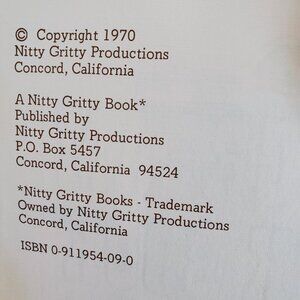 © Copyright 1970
Nitty Gritty Productions
Concord, California
A Nitty Gritty Book*
Published by
Nitty Gritty Productions
P.O. Box 5457
Concord, California 94524
*Nitty Gritty Books - Trademark
Owned by Nitty Gritty Productions
Concord, California
ISBN 0-911954-09-0